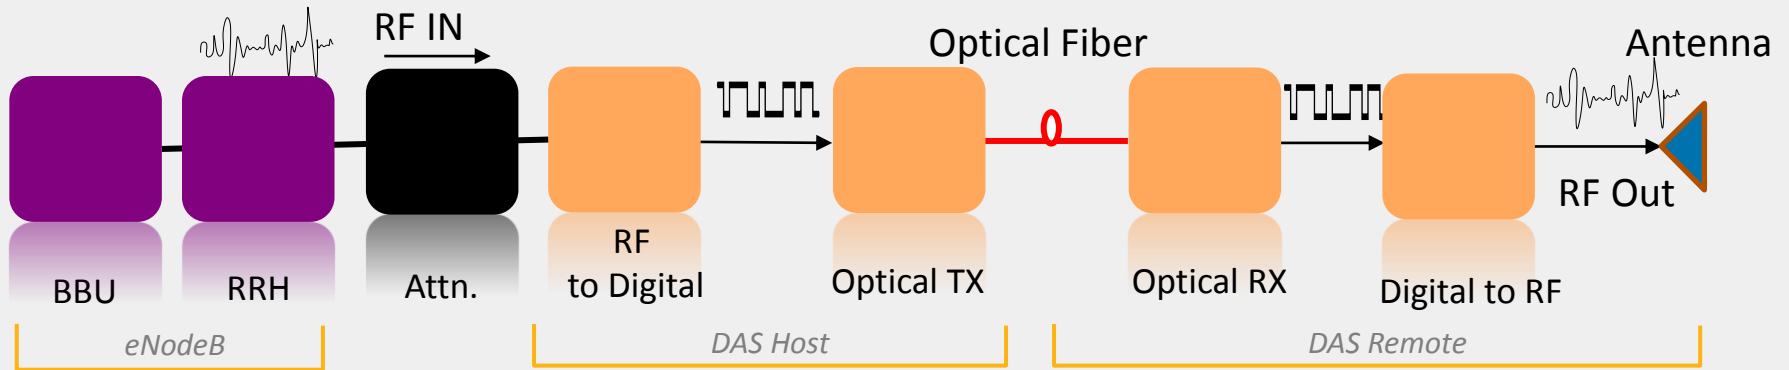 RF IN
Optical Fiber
Antenna
RF Out
BBU
RRH
Attn.
RF
to Digital
Optical TX
Optical RX
Digital to RF
eNodeB
DAS Host
DAS Remote